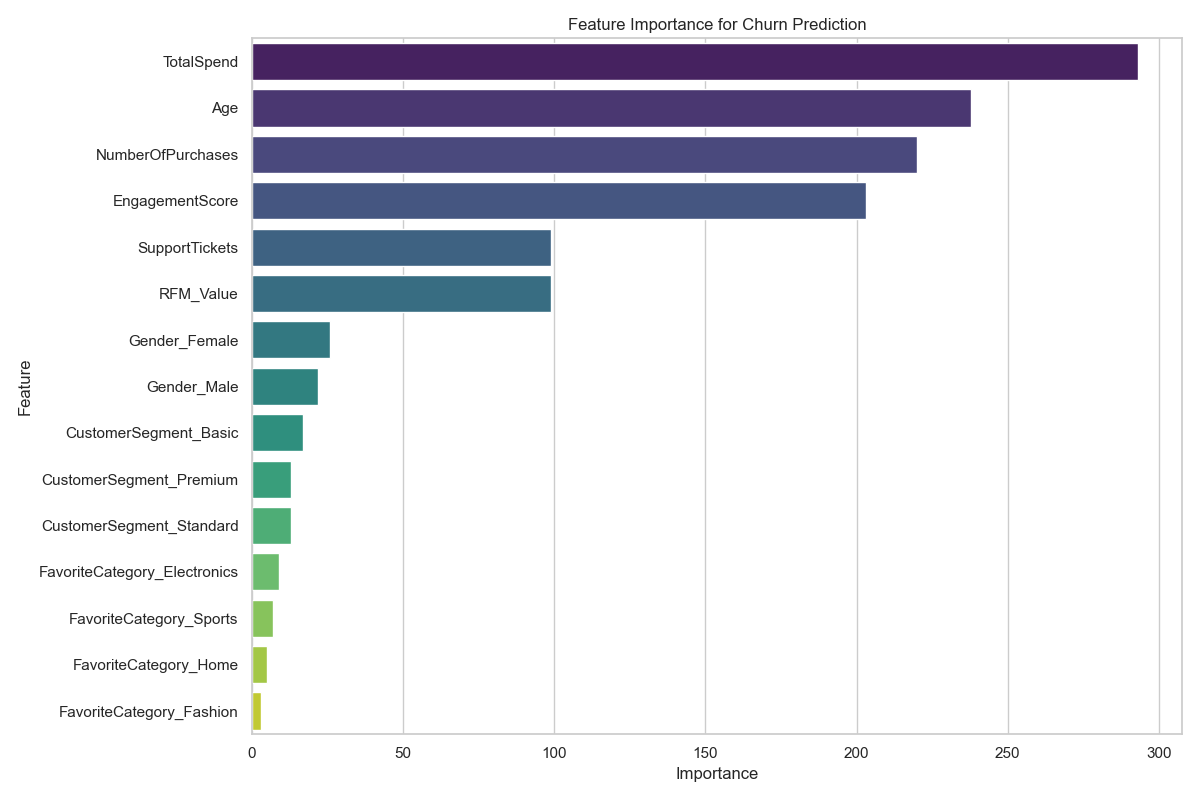 Feature Importance for Churn Prediction
TotalSpend
Age
NumberOfPurchases
EngagementScore
SupportTickets
RFM_Value
Gender_Female
Gender_Male
CustomerSegment_Basic
CustomerSegment_Premium
CustomerSegment_Standard
FavoriteCategory_Electronics
FavoriteCategory_Sports
FavoriteCategory_Home
FavoriteCategory_Fashion
Feature
0 50 100 150 200 250 300
Importance